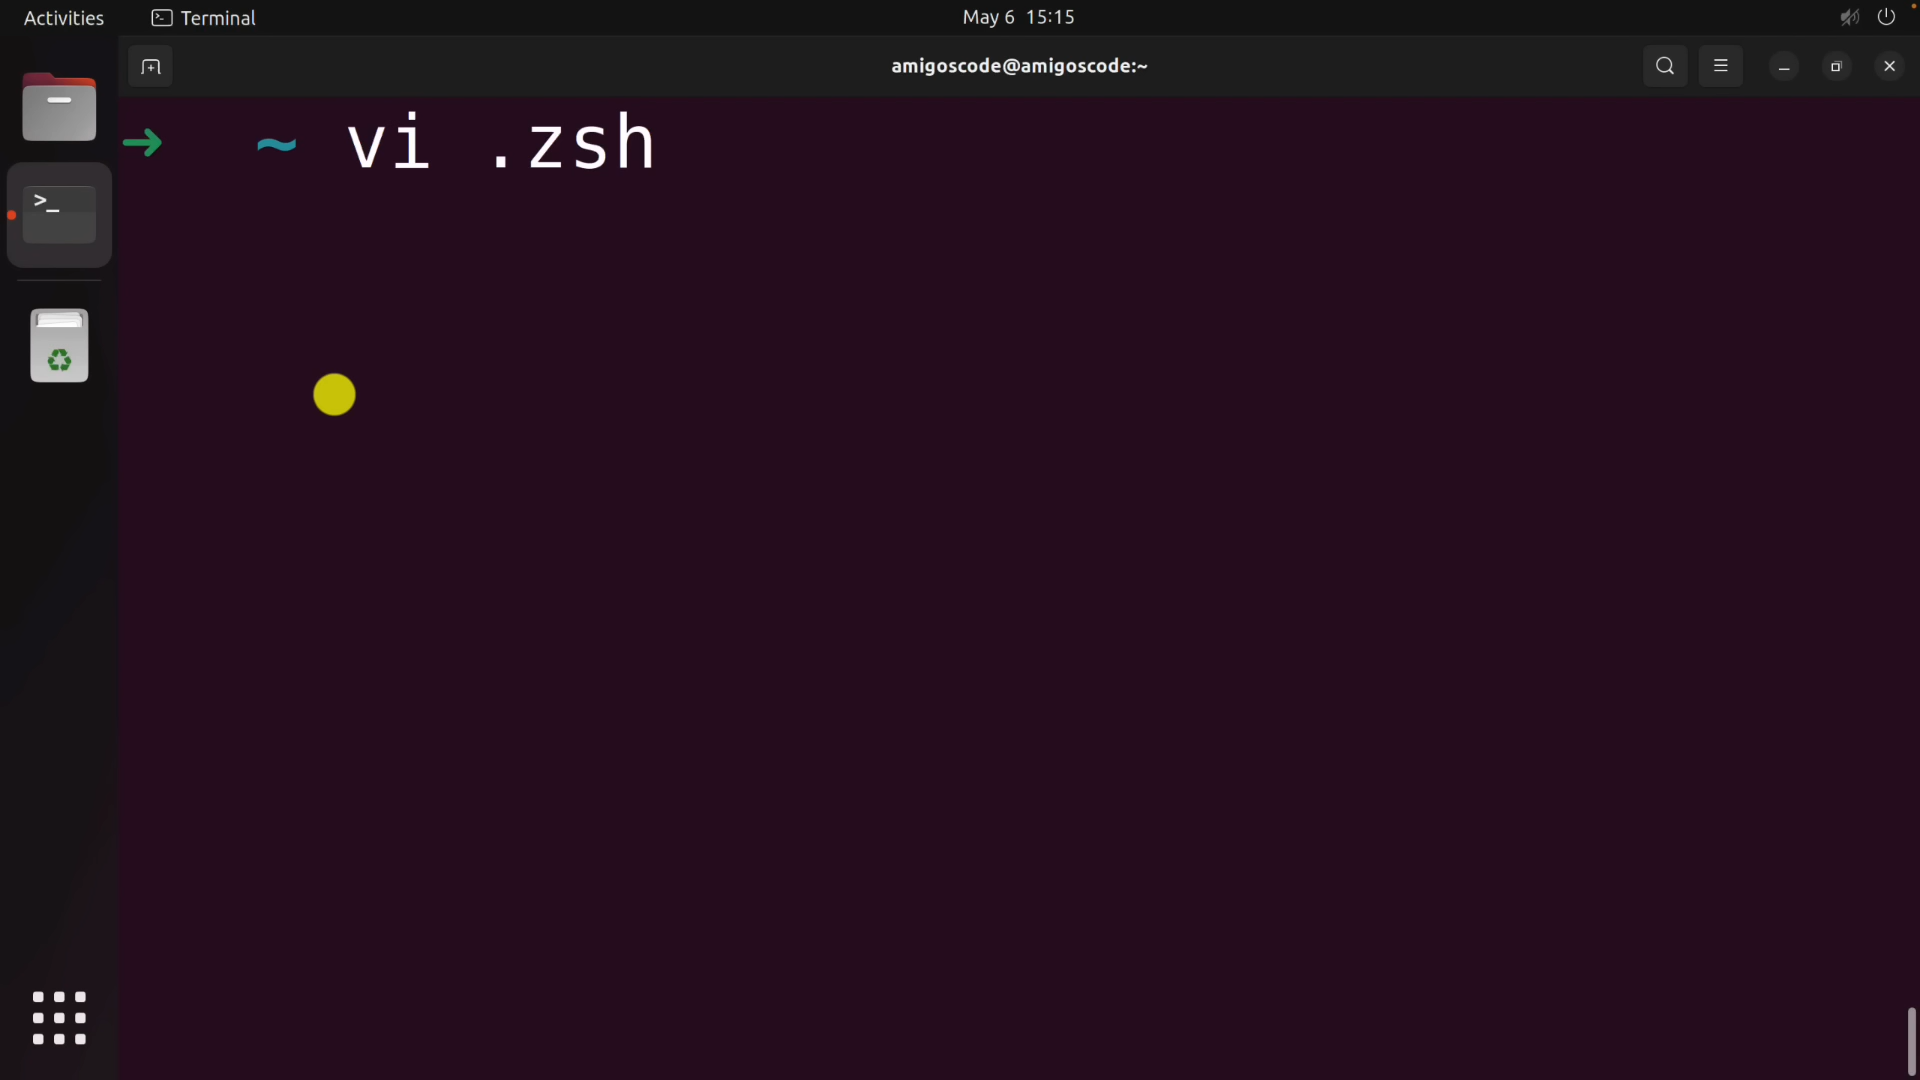 Activities Terminal May 6 15:15
amigoscode@amigoscode:~
➜ ~ vi .zsh
>_